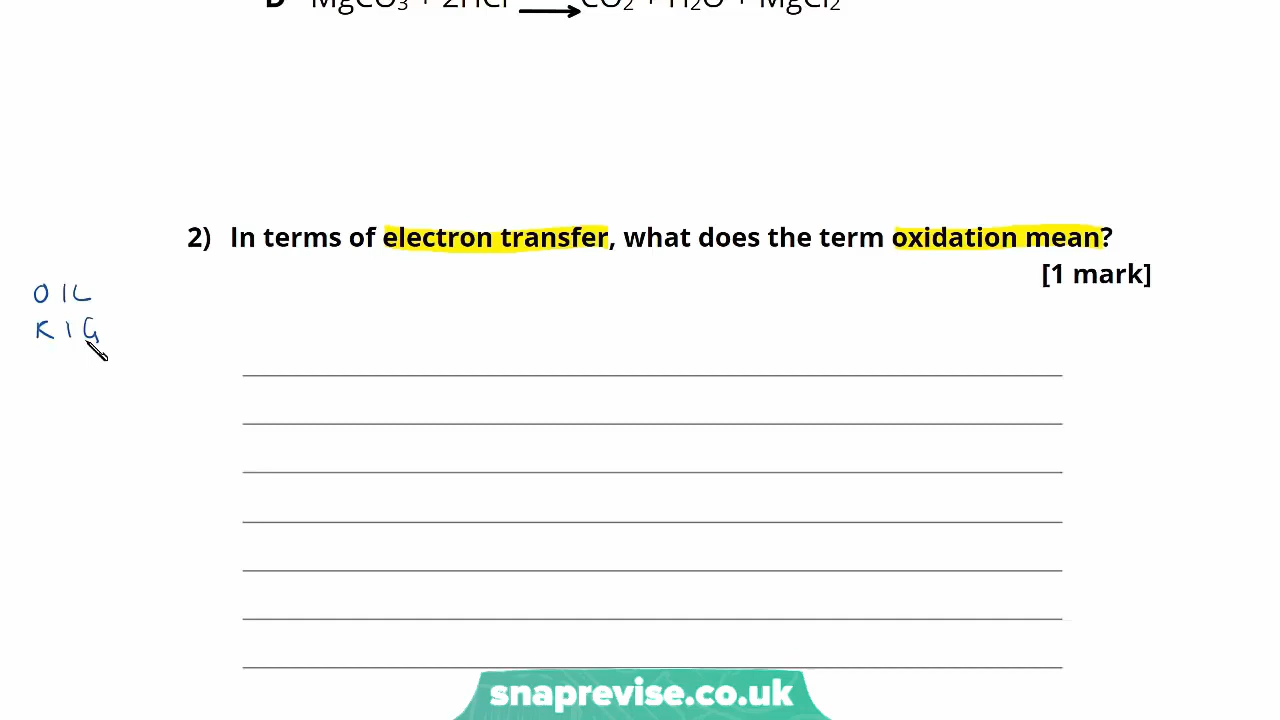 D MgCO₃ + 2HCl ⟶ CO₂ + H₂O + MgCl₂
2) In terms of electron transfer, what does the term oxidation mean?
[1 mark]
OIL
RIG
snaprevise.co.uk